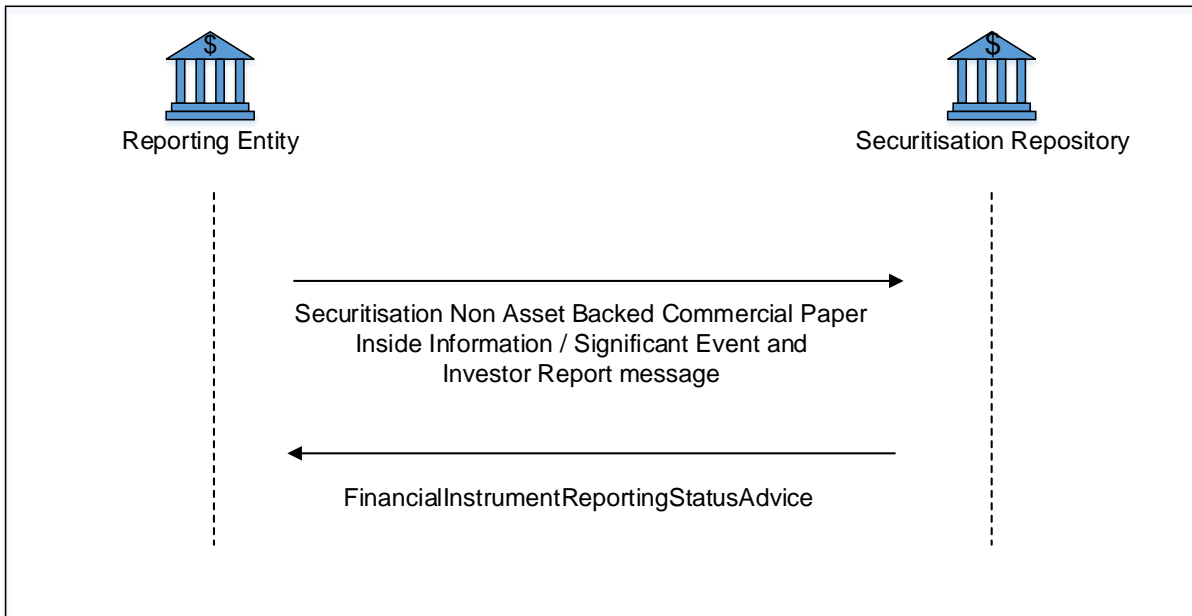 $
$
Reporting Entity
Securitisation Repository
Securitisation Non Asset Backed Commercial Paper
Inside Information / Significant Event and
Investor Report message
FinancialInstrumentReportingStatusAdvice